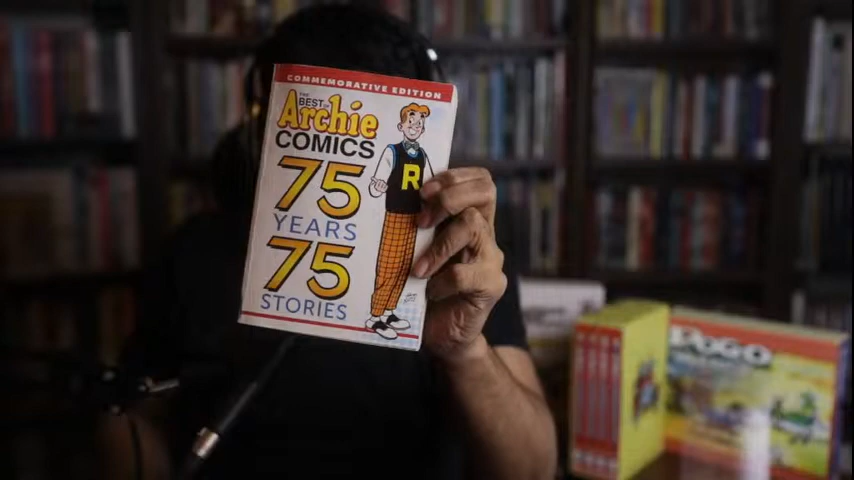 COMMEMORATIVE EDITION
THE
BEST OF
Archie
COMICS
75
YEARS
75
STORIES
R
POGO